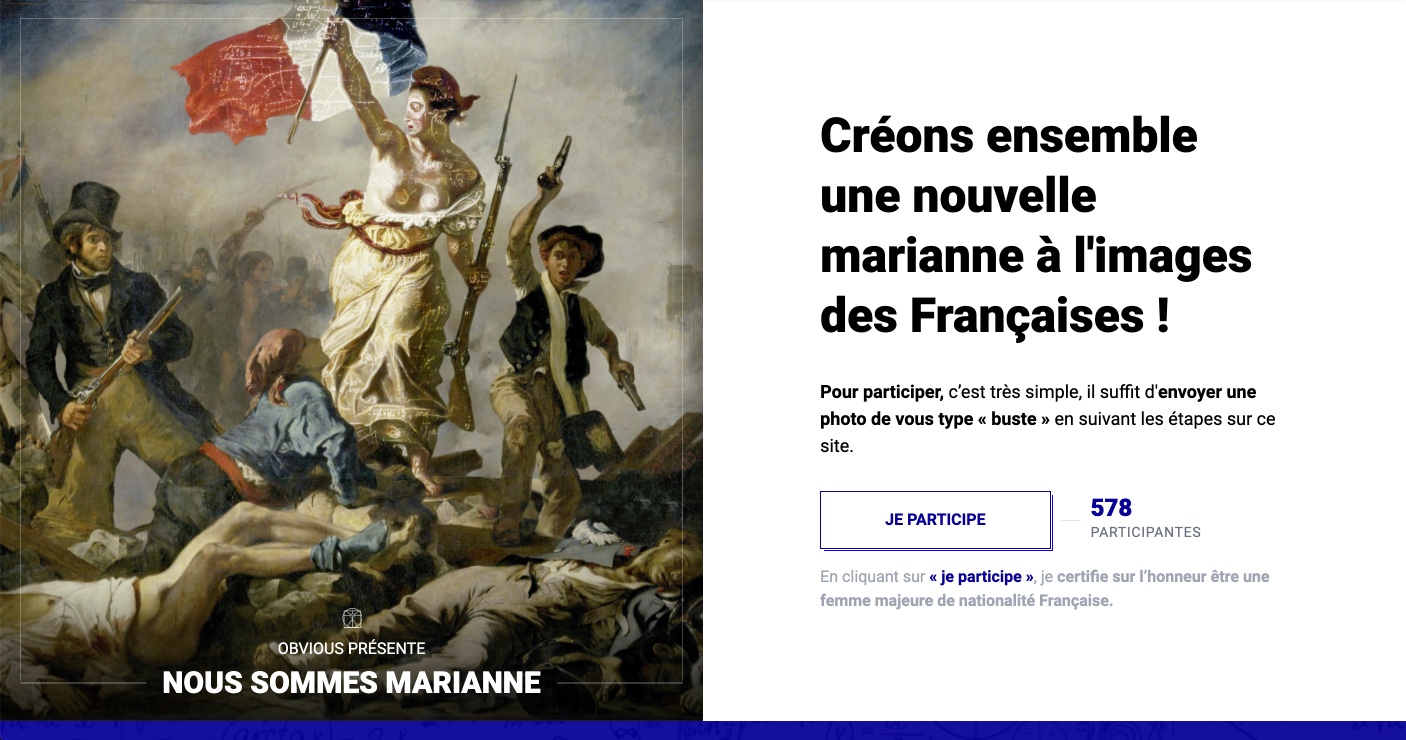 OBVIOUS PRÉSENTE
NOUS SOMMES MARIANNE
Créons ensemble
une nouvelle
marianne à l'images
des Françaises !
Pour participer, c’est très simple, il suffit d'envoyer une
photo de vous type « buste » en suivant les étapes sur ce
site.
JE PARTICIPE
578
PARTICIPANTES
En cliquant sur « je participe », je certifie sur l’honneur être une
femme majeure de nationalité Française.